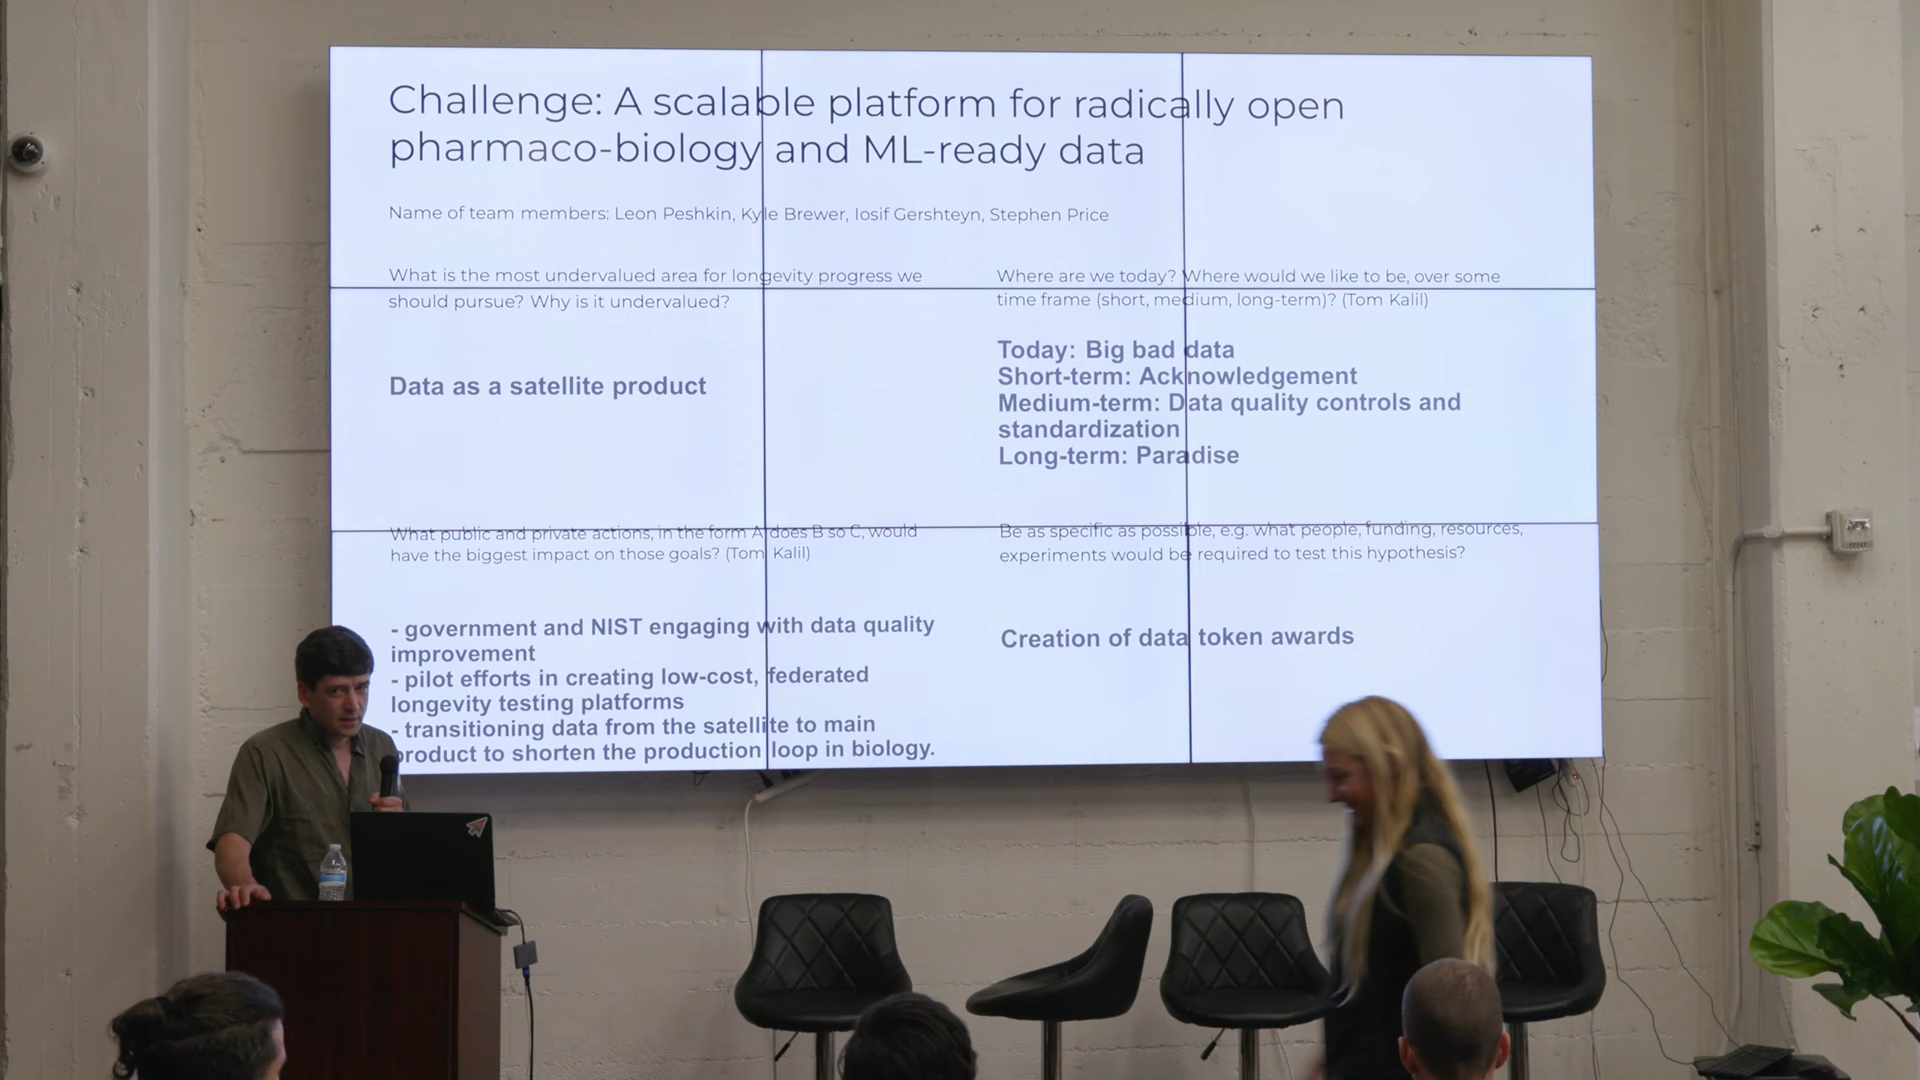 Challenge: A scalable platform for radically open
pharmaco-biology and ML-ready data
Name of team members: Leon Peshkin, Kyle Brewer, Iosif Gershteyn, Stephen Price
What is the most undervalued area for longevity progress we
should pursue? Why is it undervalued?
Data as a satellite product
Where are we today? Where would we like to be, over some
time frame (short, medium, long-term)? (Tom Kalil)
Today: Big bad data
Short-term: Acknowledgement
Medium-term: Data quality controls and
standardization
Long-term: Paradise
What public and private actions, in the form A does B so C, would
have the biggest impact on those goals? (Tom Kalil)
- government and NIST engaging with data quality
improvement
- pilot efforts in creating low-cost, federated
longevity testing platforms
- transitioning data from the satellite to main
product to shorten the production loop in biology.
Be as specific as possible, e.g. what people, funding, resources,
experiments would be required to test this hypothesis?
Creation of data token awards